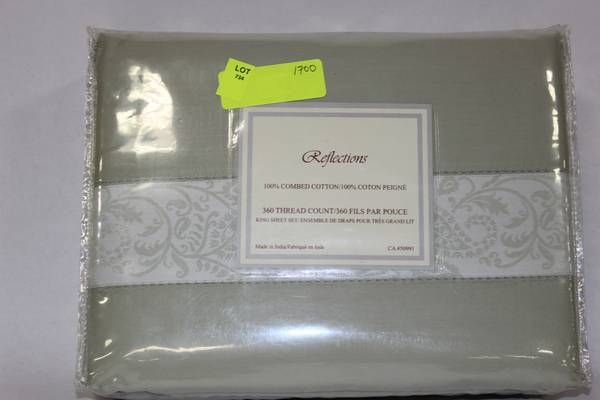 LOT 1700
734
Reflections
100% COMBED COTTON/100% COTON PEIGNÉ
360 THREAD COUNT/360 FILS PAR POUCE
KING SHEET SET/ENSEMBLE DE DRAPS POUR TRÈS GRAND LIT
Made in India/Fabriqué en Inde CA #50991